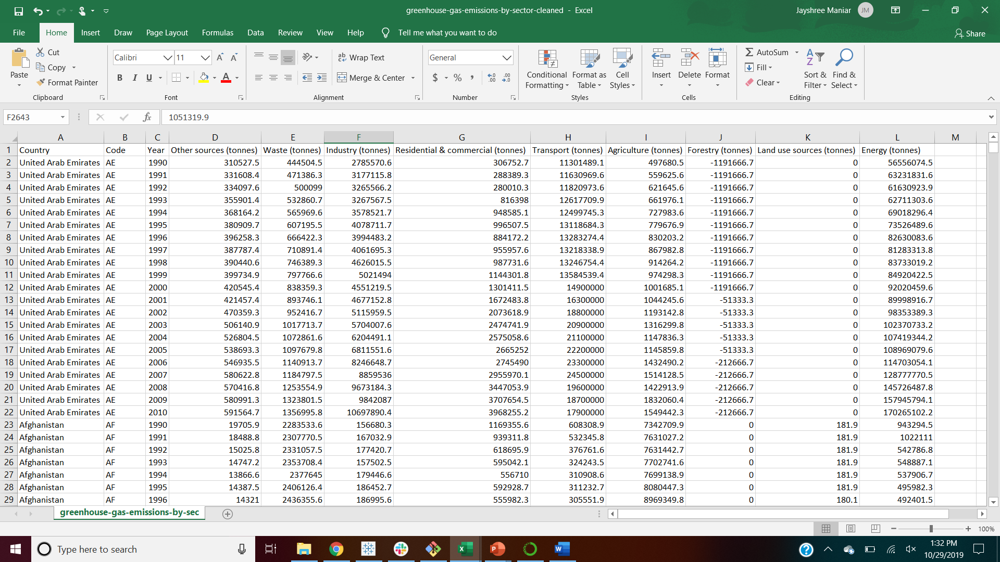 greenhouse-gas-emissions-by-sector-cleaned - Excel
Jayshree Maniar JM
File Home Insert Draw Page Layout Formulas Data Review View Help Tell me what you want to do Share
Paste Cut Copy Format Painter Clipboard
Calibri 11 A A B I U A Font
ab Wrap Text Merge & Center Alignment
General $ % , Number
Conditional Formatting Format as Table Cell Styles Styles
Insert Delete Format Cells
AutoSum Fill Clear Sort & Filter Find & Select Editing
F2643 fx 1051319.9
A B C D E F G H I J K L M
1 Country Code Year Other sources (tonnes) Waste (tonnes) Industry (tonnes) Residential & commercial (tonnes) Transport (tonnes) Agriculture (tonnes) Forestry (tonnes) Land use sources (tonnes) Energy (tonnes)
2 United Arab Emirates AE 1990 310527.5 444504.5 2785570.6 306752.7 11301489.1 497680.5 -1191666.7 0 56556074.5
3 United Arab Emirates AE 1991 331608.4 471386.3 3177115.8 288389.3 11630969.6 559625.6 -1191666.7 0 63231831.6
4 United Arab Emirates AE 1992 334097.6 500099 3265566.2 280010.3 11820973.6 621645.6 -1191666.7 0 61630923.9
5 United Arab Emirates AE 1993 355901.4 532860.7 3267567.5 816398 12617709.9 661976.1 -1191666.7 0 62711303.6
6 United Arab Emirates AE 1994 368164.2 565969.6 3578521.7 948585.1 12499745.3 727983.6 -1191666.7 0 69018296.4
7 United Arab Emirates AE 1995 380909.7 607195.5 4078711.7 996507.5 13118684.3 779676.9 -1191666.7 0 73526489.6
8 United Arab Emirates AE 1996 396258.3 666422.3 3994483.2 884172.2 13283274.4 830203.2 -1191666.7 0 82630083.6
9 United Arab Emirates AE 1997 387787.4 710891.4 4061695.3 955957.6 13218338.9 867982.8 -1191666.7 0 81283313.8
10 United Arab Emirates AE 1998 390440.6 746389.3 4626015.5 987731.6 13246754.4 914264.2 -1191666.7 0 83733019.2
11 United Arab Emirates AE 1999 399734.9 797766.6 5021494 1144301.8 13584539.4 974298.3 -1191666.7 0 84920422.5
12 United Arab Emirates AE 2000 420545.4 838359.3 4551219.5 1301411.5 14900000 1001685.1 -1191666.7 0 92020459.6
13 United Arab Emirates AE 2001 421457.4 893746.1 4677152.8 1672483.8 16300000 1044245.6 -51333.3 0 89998916.7
14 United Arab Emirates AE 2002 470359.3 952416.7 5115959.5 2073618.9 18800000 1193142.8 -51333.3 0 98353389.3
15 United Arab Emirates AE 2003 506140.9 1017713.7 5704007.6 2474741.9 20900000 1316299.8 -51333.3 0 102370733.2
16 United Arab Emirates AE 2004 526804.5 1072861.6 6204491.1 2575058.6 21100000 1147836.3 -51333.3 0 107419344.2
17 United Arab Emirates AE 2005 538693.3 1097679.8 6811551.6 2665252 22200000 1145859.8 -51333.3 0 108969079.6
18 United Arab Emirates AE 2006 546935.5 1140913.7 8246648.7 2745490 23300000 1432490.2 -212666.7 0 114703054.1
19 United Arab Emirates AE 2007 580622.8 1184797.5 8859536 2955970.1 24500000 1514128.5 -212666.7 0 128777770.5
20 United Arab Emirates AE 2008 570416.8 1253554.9 9673184.3 3447053.9 19600000 1422913.9 -212666.7 0 145726487.8
21 United Arab Emirates AE 2009 580991.3 1323801.5 9842087 3707654.5 18700000 1832060.4 -212666.7 0 157945794.1
22 United Arab Emirates AE 2010 591564.7 1356995.8 10697890.4 3968255.2 17900000 1549442.3 -212666.7 0 170265102.2
23 Afghanistan AF 1990 19705.9 2283533.6 156680.3 1169355.6 608308.9 7342709.9 0 181.9 943294.5
24 Afghanistan AF 1991 18488.8 2307770.5 167032.9 939311.8 532345.8 7631027.2 0 181.9 1022111
25 Afghanistan AF 1992 15025.8 2331057.5 177420.7 618695.9 376761.6 7631442.7 0 181.9 542786.8
26 Afghanistan AF 1993 14747.2 2353708.4 157502.5 595042.1 324243.5 7702741.6 0 181.9 548887.1
27 Afghanistan AF 1994 13866.6 2377645 179446.6 556710 310908.6 7699138.9 0 181.9 537906.7
28 Afghanistan AF 1995 14387.5 2406126.4 186452.7 592928.7 311232.7 8080447.3 0 181.9 495982.3
29 Afghanistan AF 1996 14321 2436355.6 186995.6 555982.3 305551.9 8969349.8 0 180.1 492401.5
greenhouse-gas-emissions-by-sec
100%
Type here to search
1:32 PM
10/29/2019